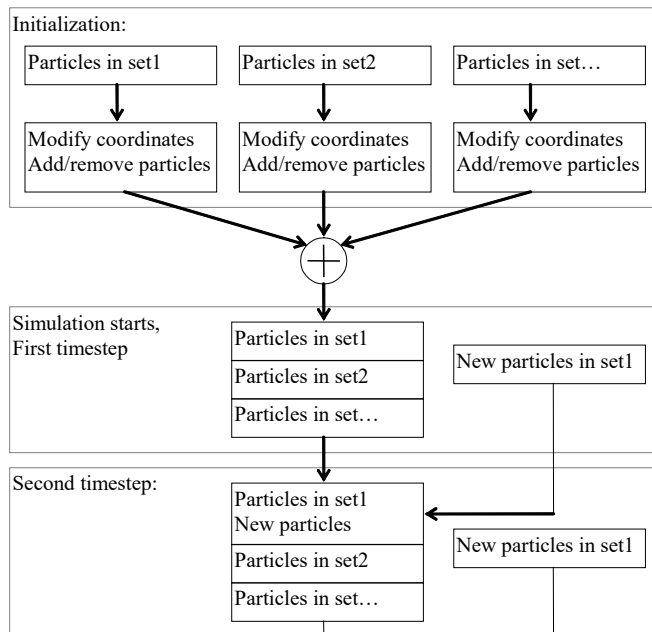 Initialization:
Particles in set1
Particles in set2
Particles in set…
Modify coordinates
Add/remove particles
Modify coordinates
Add/remove particles
Modify coordinates
Add/remove particles
Simulation starts,
First timestep
Particles in set1
Particles in set2
Particles in set…
New particles in set1
Second timestep:
Particles in set1
New particles
Particles in set2
Particles in set…
New particles in set1